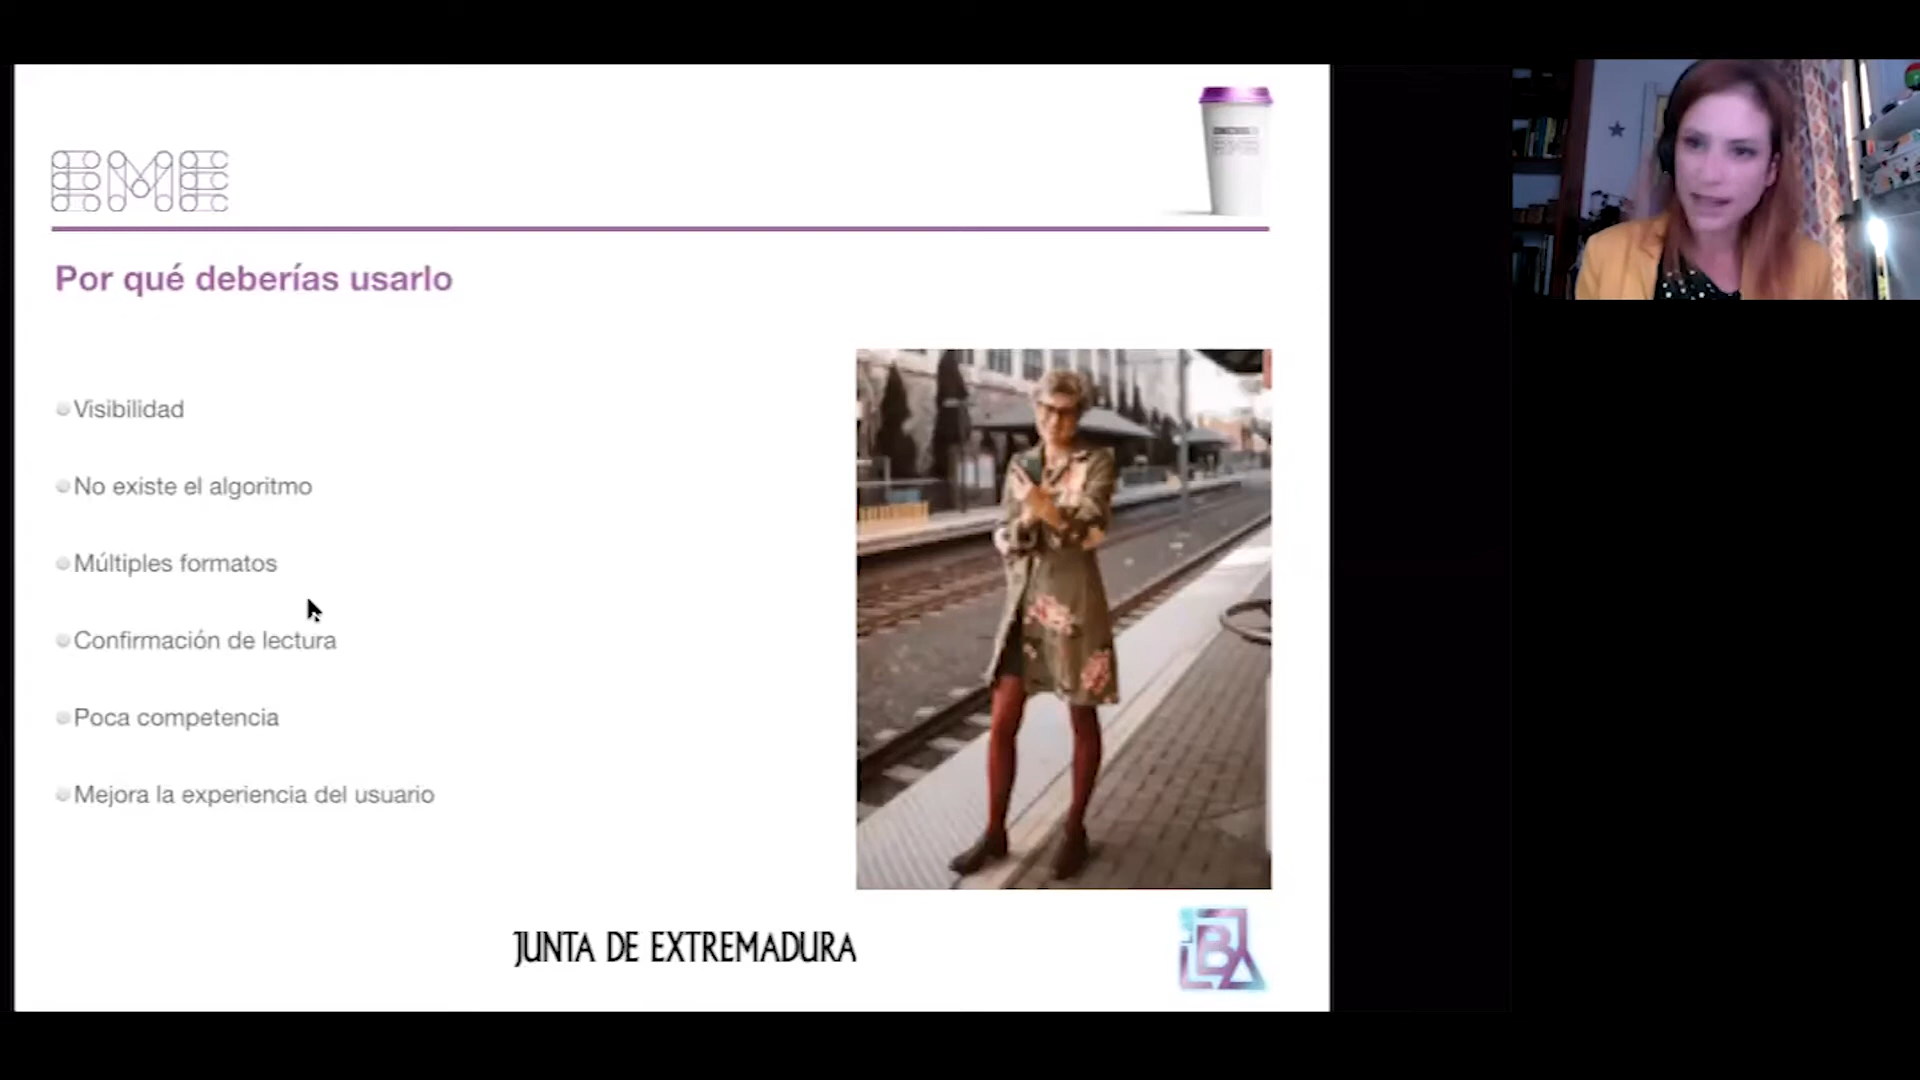 EME
Por qué deberías usarlo
Visibilidad
No existe el algoritmo
Múltiples formatos
Confirmación de lectura
Poca competencia
Mejora la experiencia del usuario
JUNTA DE EXTREMADURA